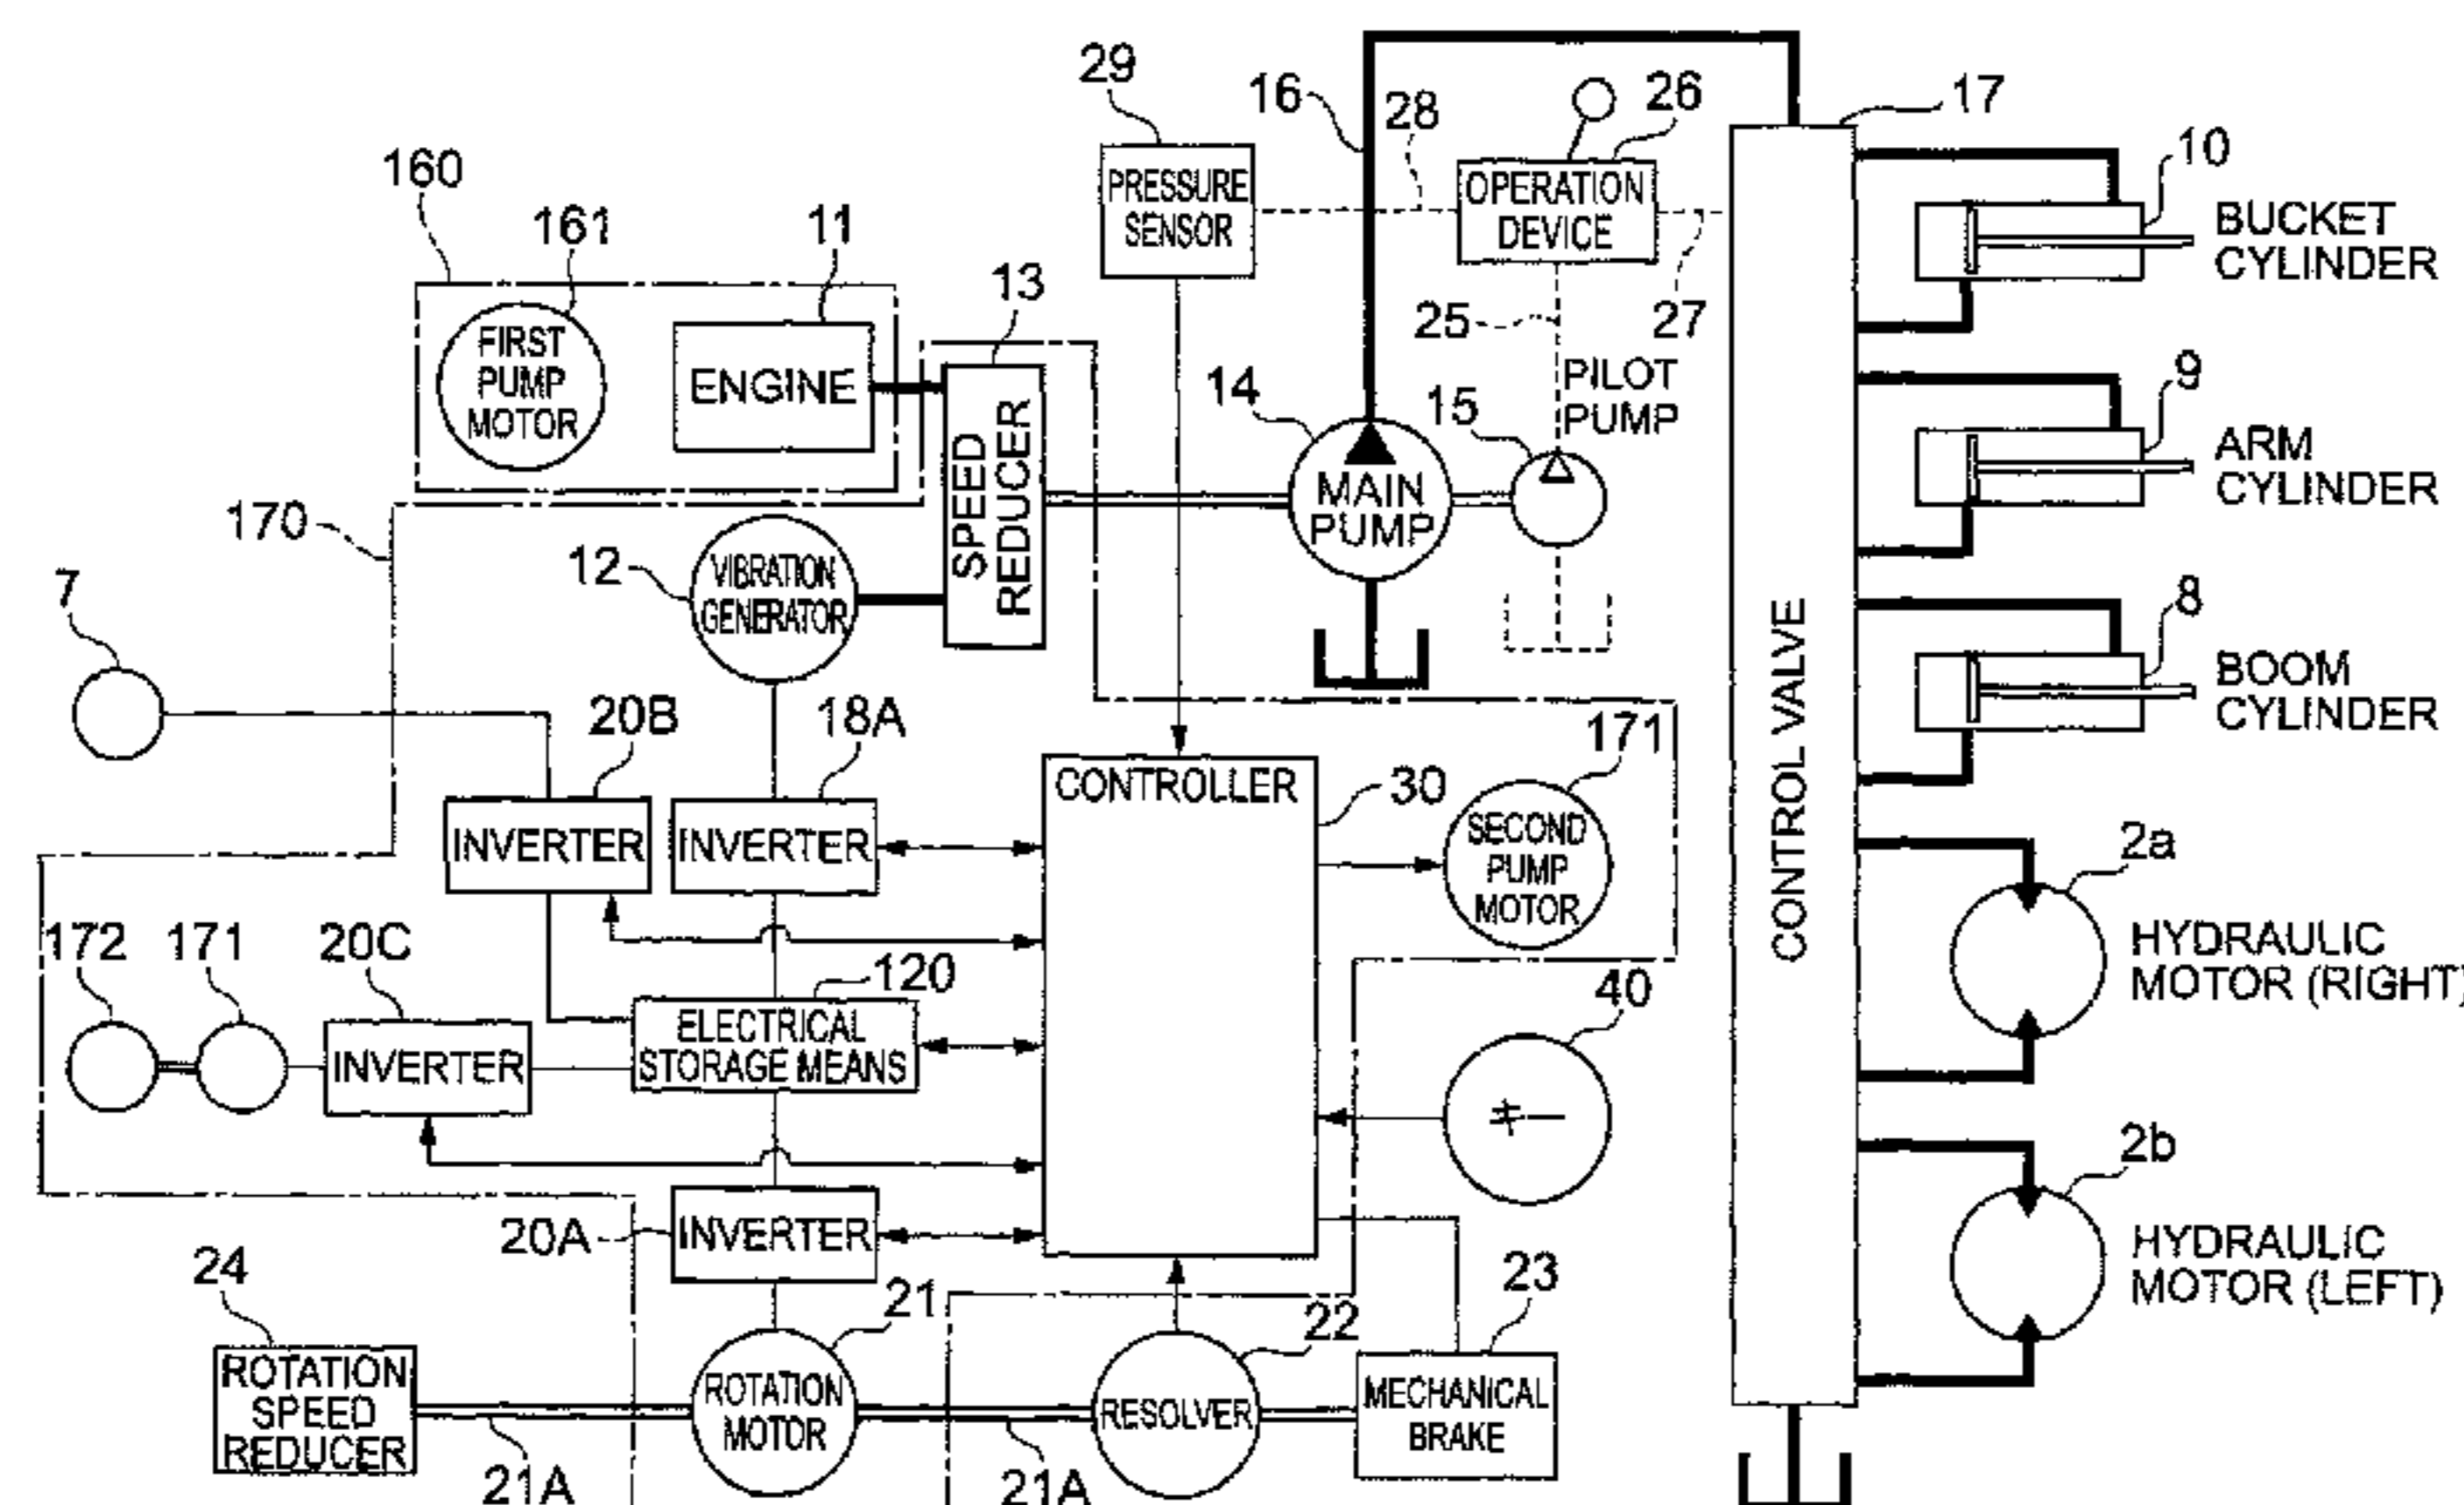 29
16
28
26
17
PRESSURE
SENSOR
OPERATION
DEVICE
10
BUCKET
CYLINDER
160
161
11
13
25
27
FIRST
PUMP
MOTOR
ENGINE
SPEED
REDUCER
14
MAIN
PUMP
15
PILOT
PUMP
9
ARM
CYLINDER
170
12
VIBRATION
GENERATOR
7
8
BOOM
CYLINDER
CONTROL VALVE
20B
18A
INVERTER
INVERTER
CONTROLLER
30
171
SECOND
PUMP
MOTOR
2a
HYDRAULIC
MOTOR (RIGHT)
172
171
20C
INVERTER
120
ELECTRICAL
STORAGE MEANS
40
2b
HYDRAULIC
MOTOR (LEFT)
20A
INVERTER
24
ROTATION
SPEED
REDUCER
21A
21
ROTATION
MOTOR
21A
22
RESOLVER
23
MECHANICAL
BRAKE